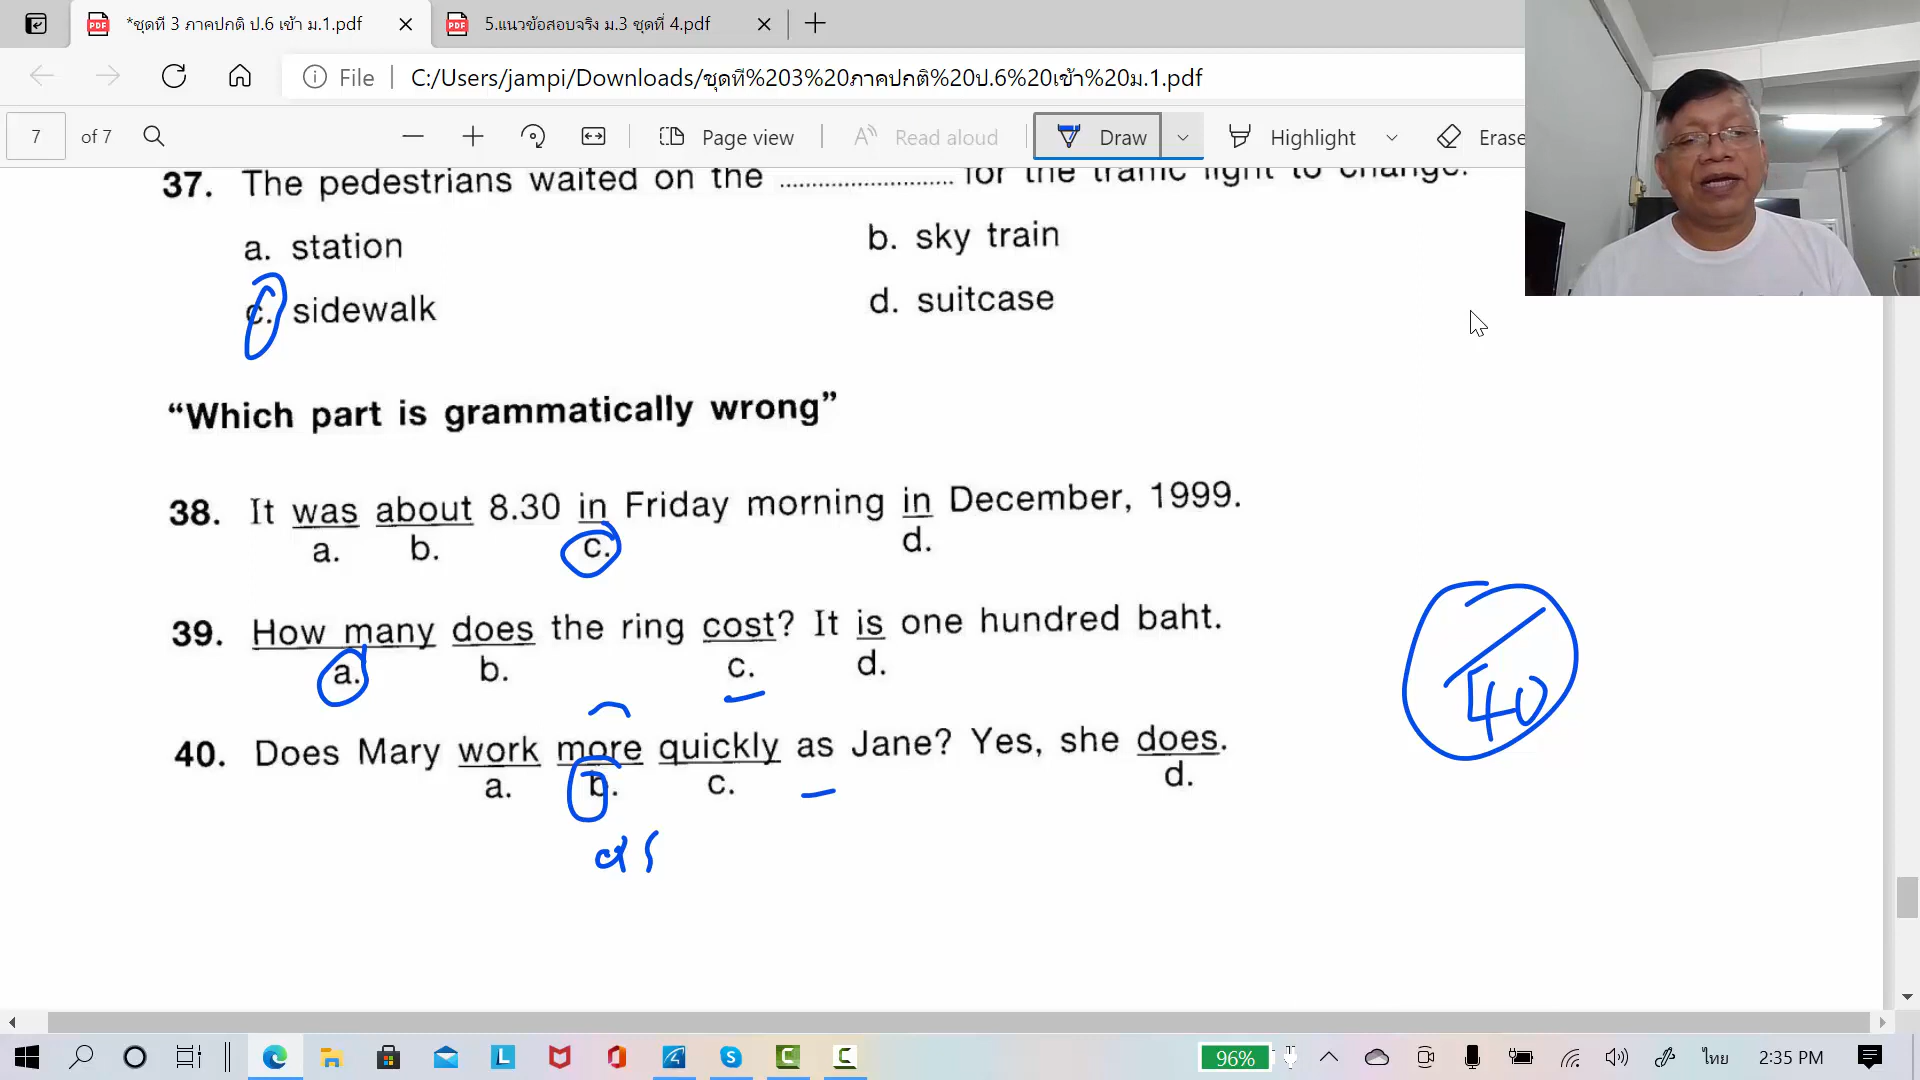 *ชุดที่ 3 ภาคปกติ ป.6 เข้า ม.1.pdf
5.แนวข้อสอบจริง ม.3 ชุดที่ 4.pdf
File
C:/Users/jampi/Downloads/ชุดที่%203%20ภาคปกติ%20ป.6%20เข้า%20ม.1.pdf
7 of 7
Page view
Read aloud
Draw
Highlight
Erase
37. The pedestrians waited on the ........................ for the traffic light to change.
a. station
b. sky train
c. sidewalk
d. suitcase
“Which part is grammatically wrong”
38. It was about 8.30 in Friday morning in December, 1999.
a. b. c. d.
39. How many does the ring cost? It is one hundred baht.
a. b. c. d.
40
40. Does Mary work more quickly as Jane? Yes, she does.
a. b. c. d.
as
96%
ไทย
2:35 PM